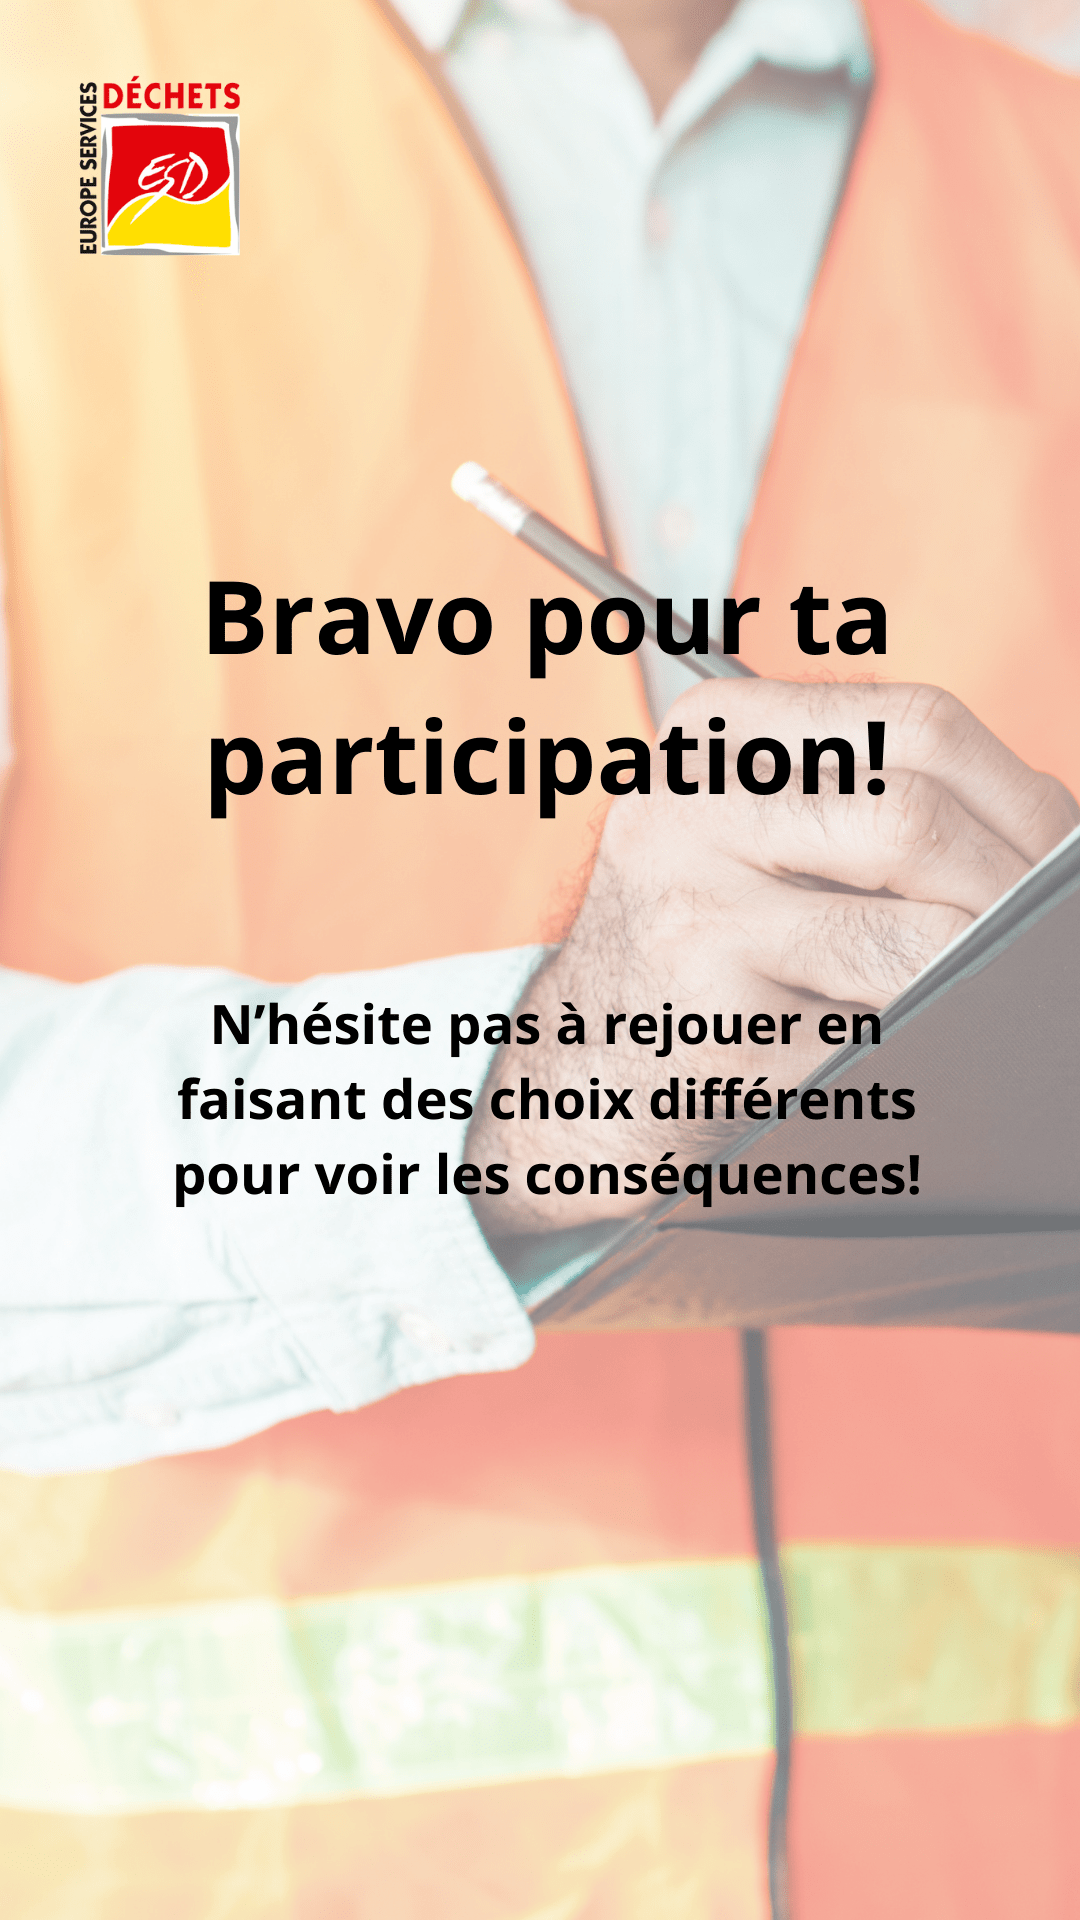 EUROPE SERVICES
DÉCHETS
ESD
Bravo pour ta
participation!
N’hésite pas à rejouer en
faisant des choix différents
pour voir les conséquences!